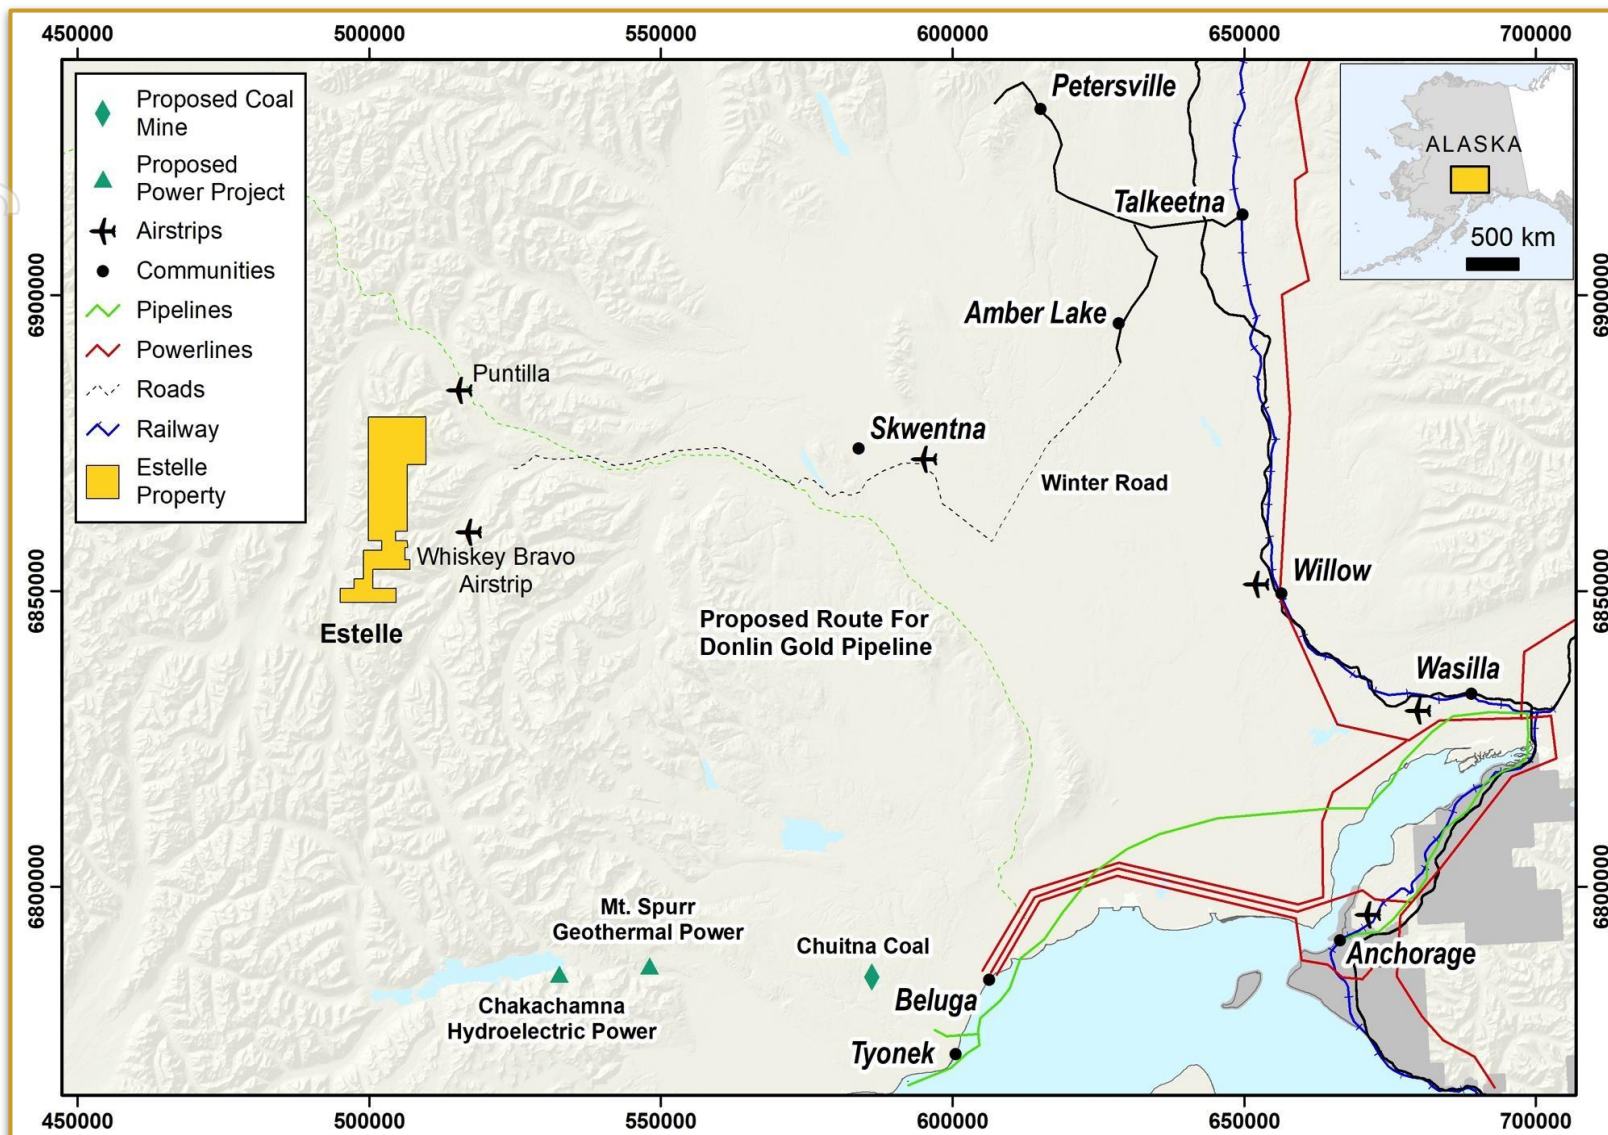 450000
500000
550000
600000
650000
700000
Proposed Coal
Mine
Proposed
Power Project
Airstrips
Communities
Pipelines
Powerlines
Roads
Railway
Estelle
Property
Petersville
Talkeetna
ALASKA
500 km
6900000
6900000
Amber Lake
Puntilla
Skwentna
Winter Road
Whiskey Bravo
Airstrip
6850000
6850000
Willow
Estelle
Proposed Route For
Donlin Gold Pipeline
Wasilla
6800000
6800000
Mt. Spurr
Geothermal Power
Chuitna Coal
Anchorage
Chakachamna
Hydroelectric Power
Beluga
Tyonek
450000
500000
550000
600000
650000
700000